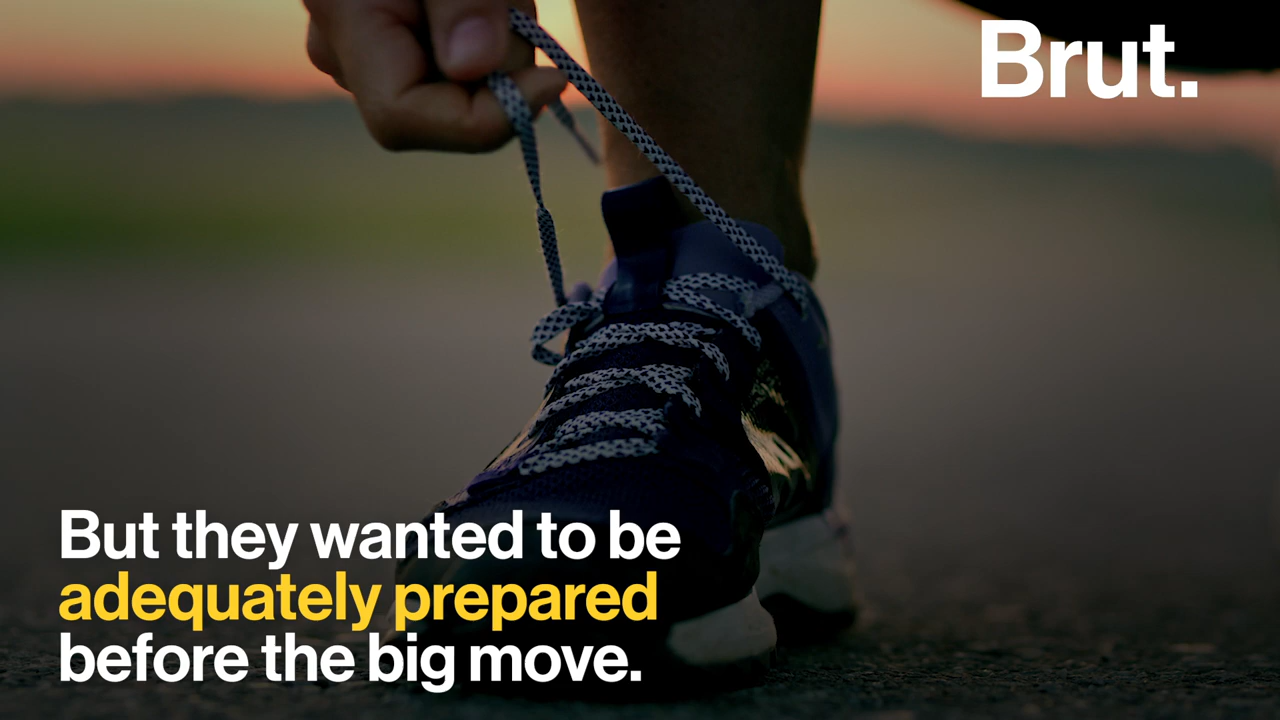 Brut.
But they wanted to be
adequately prepared
before the big move.